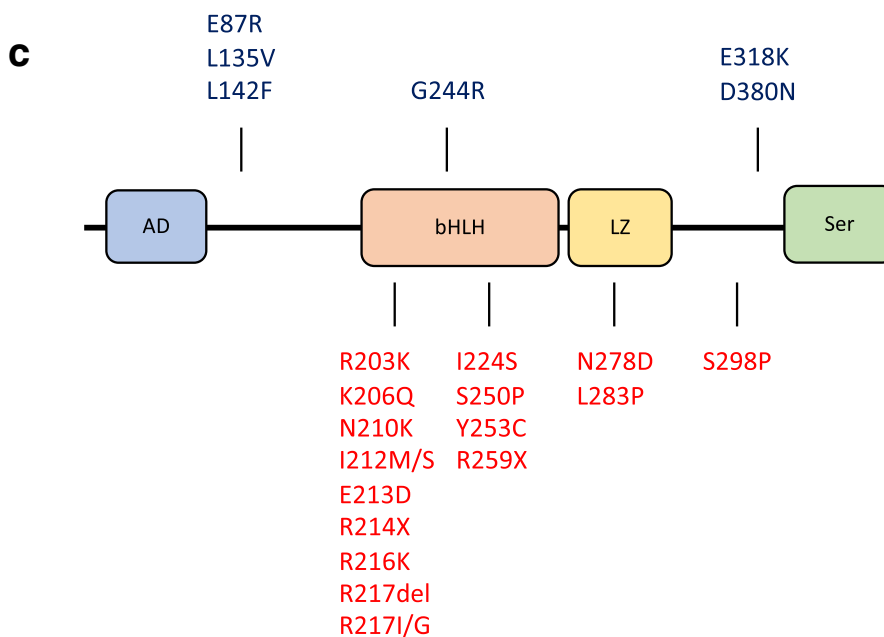 c
E87R
L135V
L142F
G244R
E318K
D380N
AD
bHLH
LZ
Ser
R203K
K206Q
N210K
I212M/S
E213D
R214X
R216K
R217del
R217I/G
I224S
S250P
Y253C
R259X
N278D
L283P
S298P